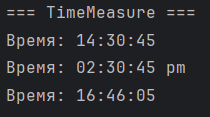 === TimeMeasure ===
Время: 14:30:45
Время: 02:30:45 pm
Время: 16:46:05